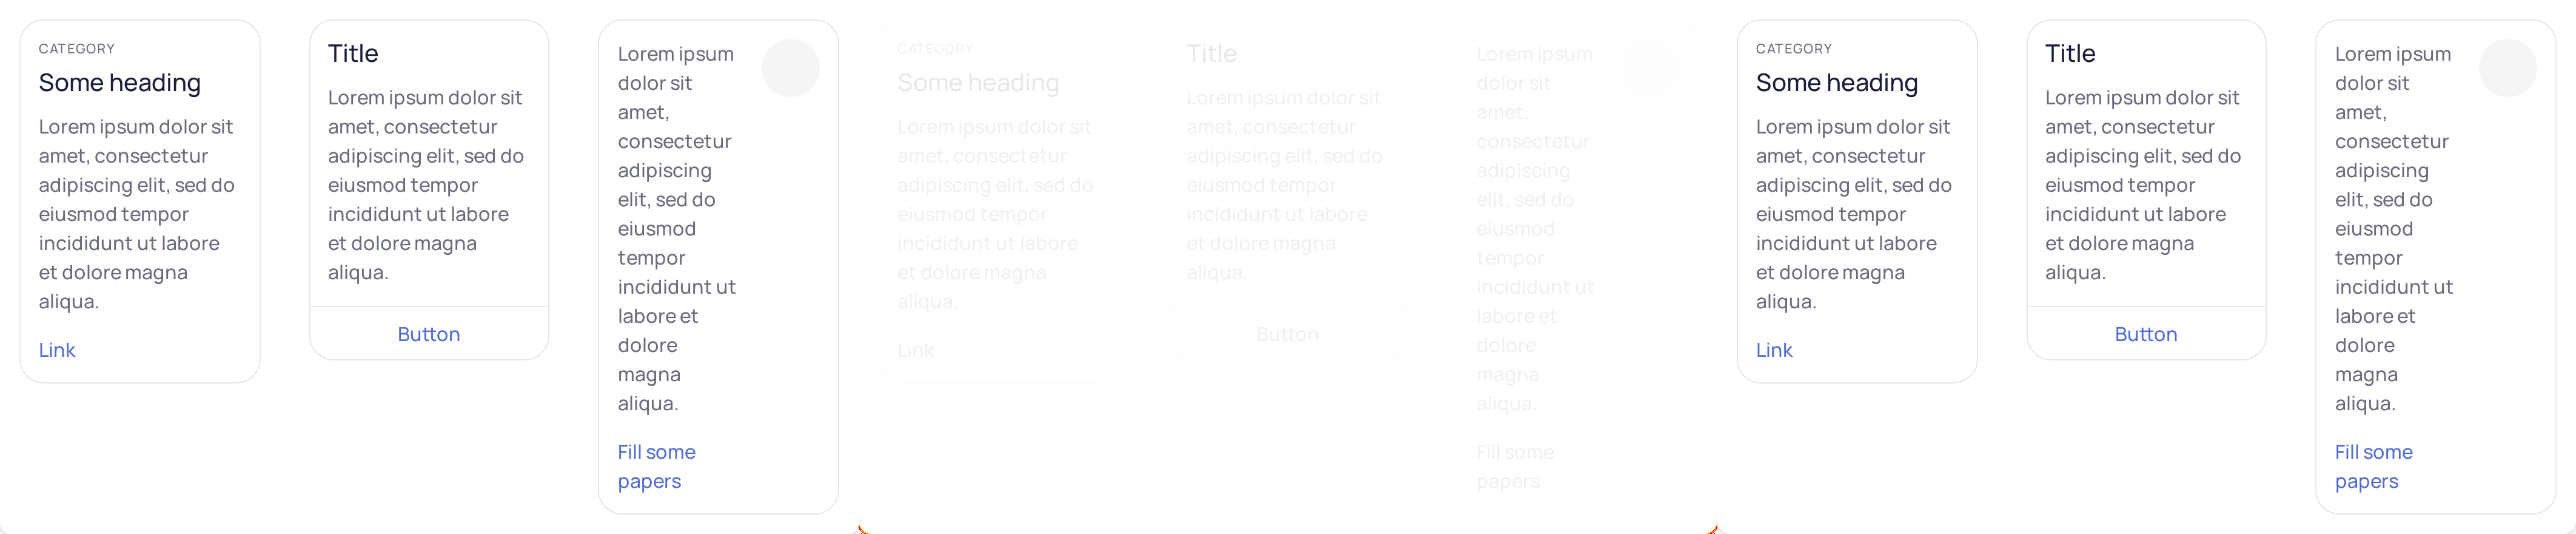 CATEGORY
Some heading
Lorem ipsum dolor sit
amet, consectetur
adipiscing elit, sed do
eiusmod tempor
incididunt ut labore
et dolore magna
aliqua.
Link
Title
Lorem ipsum dolor sit
amet, consectetur
adipiscing elit, sed do
eiusmod tempor
incididunt ut labore
et dolore magna
aliqua.
Button
Lorem ipsum
dolor sit
amet,
consectetur
adipiscing
elit, sed do
eiusmod
tempor
incididunt ut
labore et
dolore
magna
aliqua.
Fill some
papers
CATEGORY
Some heading
Lorem ipsum dolor sit
amet, consectetur
adipiscing elit, sed do
eiusmod tempor
incididunt ut labore
et dolore magna
aliqua.
Link
Title
Lorem ipsum dolor sit
amet, consectetur
adipiscing elit, sed do
eiusmod tempor
incididunt ut labore
et dolore magna
aliqua.
Button
Lorem ipsum
dolor sit
amet,
consectetur
adipiscing
elit, sed do
eiusmod
tempor
incididunt ut
labore et
dolore
magna
aliqua.
Fill some
papers
CATEGORY
Some heading
Lorem ipsum dolor sit
amet, consectetur
adipiscing elit, sed do
eiusmod tempor
incididunt ut labore
et dolore magna
aliqua.
Link
Title
Lorem ipsum dolor sit
amet, consectetur
adipiscing elit, sed do
eiusmod tempor
incididunt ut labore
et dolore magna
aliqua.
Button
Lorem ipsum
dolor sit
amet,
consectetur
adipiscing
elit, sed do
eiusmod
tempor
incididunt ut
labore et
dolore
magna
aliqua.
Fill some
papers